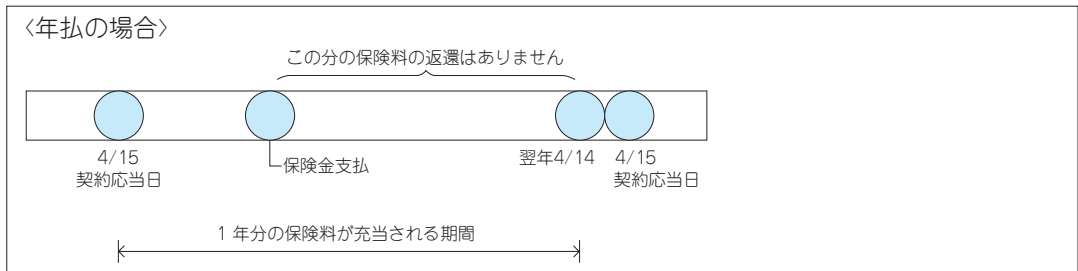 〈年払の場合〉
この分の保険料の返還はありません
4/15
契約応当日
保険金支払
翌年4/14
4/15
契約応当日
1年分の保険料が充当される期間